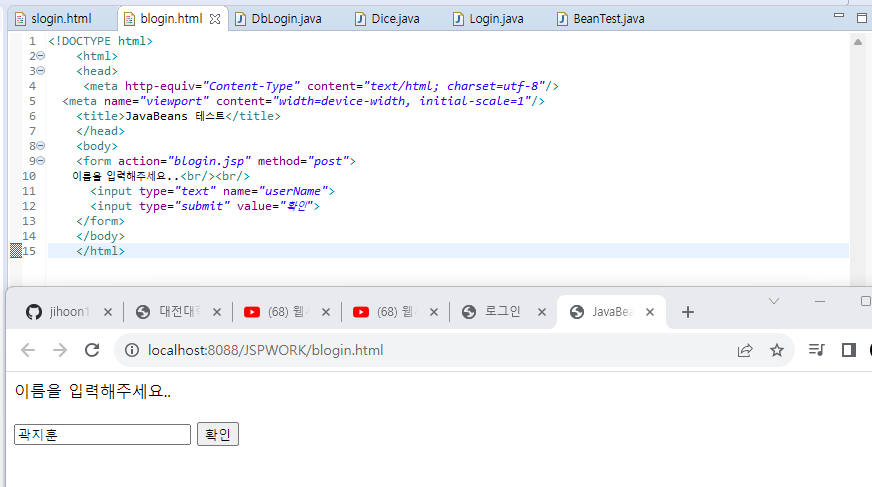 slogin.html blogin.html DbLogin.java Dice.java Login.java BeanTest.java
1 <!DOCTYPE html>
2 <html>
3 <head>
4 <meta http-equiv="Content-Type" content="text/html; charset=utf-8"/>
5 <meta name="viewport" content="width=device-width, initial-scale=1"/>
6 <title>JavaBeans 테스트</title>
7 </head>
8 <body>
9 <form action="blogin.jsp" method="post">
10 이름을 입력해주세요..<br/><br/>
11 <input type="text" name="userName">
12 <input type="submit" value="확인">
13 </form>
14 </body>
15 </html>
jihoon1 대전대학 (68) 웹 (68) 웹 로그인 JavaBea
localhost:8088/JSPWORK/blogin.html
이름을 입력해주세요..
곽지훈 확인